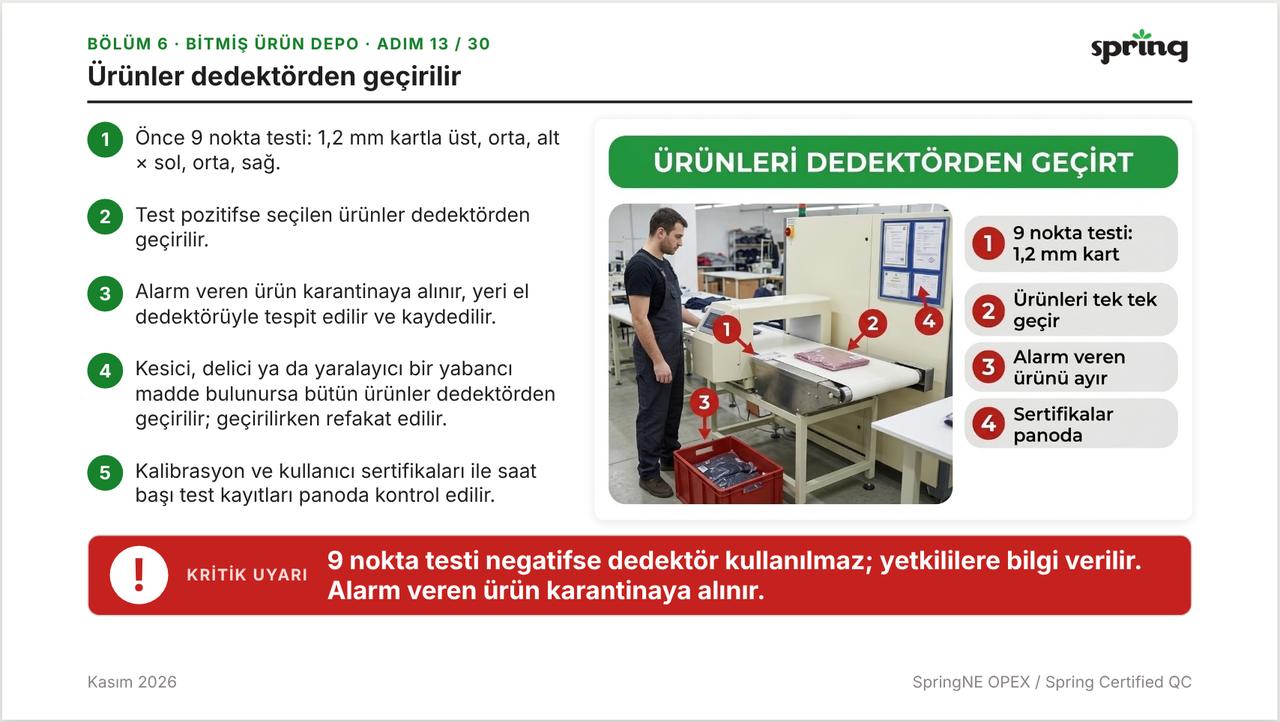 BÖLÜM 6 · BİTMİŞ ÜRÜN DEPO · ADIM 13 / 30
Ürünler dedektörden geçirilir
spring
1 Önce 9 nokta testi: 1,2 mm kartla üst, orta, alt
× sol, orta, sağ.
2 Test pozitifse seçilen ürünler dedektörden
geçirilir.
3 Alarm veren ürün karantinaya alınır, yeri el
dedektörüyle tespit edilir ve kaydedilir.
4 Kesici, delici ya da yaralayıcı bir yabancı
madde bulunursa bütün ürünler dedektörden
geçirilir; geçirilirken refakat edilir.
5 Kalibrasyon ve kullanıcı sertifikaları ile saat
başı test kayıtları panoda kontrol edilir.
ÜRÜNLERİ DEDEKTÖRDEN GEÇİRT
1
2
3
4
1 9 nokta testi:
1,2 mm kart
2 Ürünleri tek tek
geçir
3 Alarm veren
ürünü ayır
4 Sertifikalar
panoda
! KRİTİK UYARI
9 nokta testi negatifse dedektör kullanılmaz; yetkililere bilgi verilir.
Alarm veren ürün karantinaya alınır.
Kasım 2026
SpringNE OPEX / Spring Certified QC